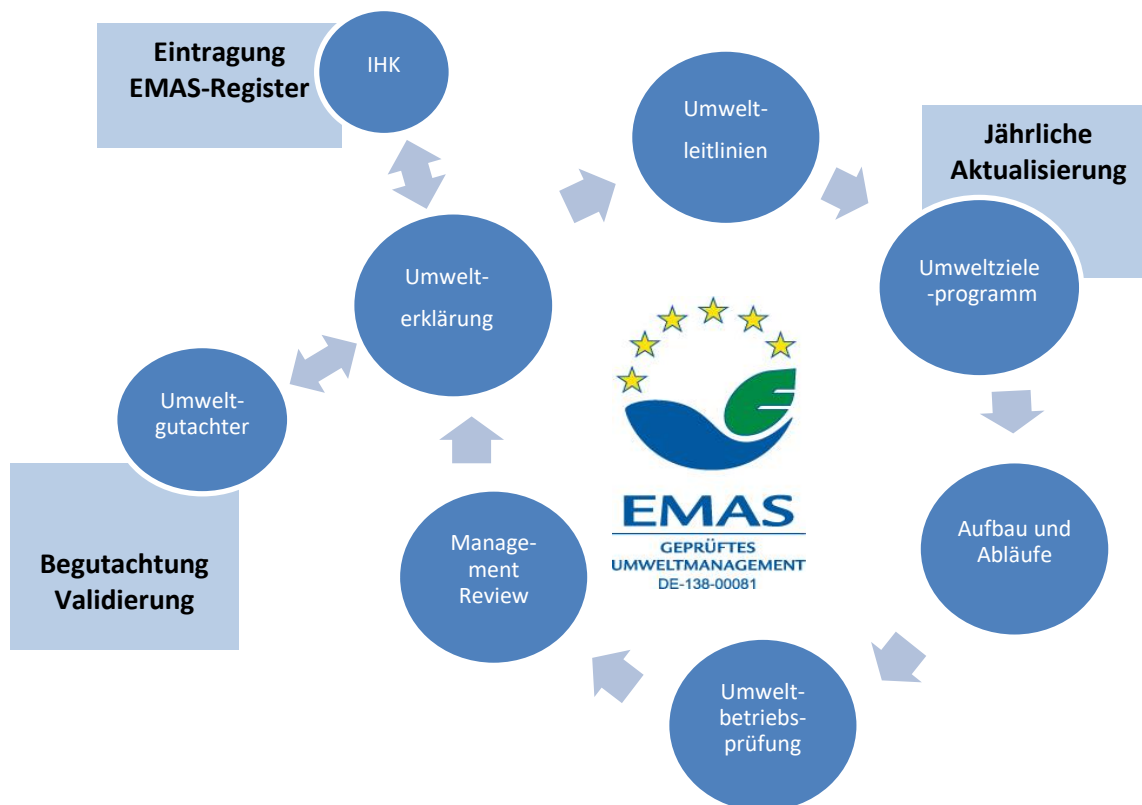 Eintragung
EMAS-Register
IHK
Umwelt-
leitlinien
Jährliche
Aktualisierung
Umweltziele
-programm
Umwelt-
erklärung
Umwelt-
gutachter
Begutachtung
Validierung
Manage-
ment
Review
EMAS
GEPRÜFTES
UMWELTMANAGEMENT
DE-138-00081
Aufbau und
Abläufe
Umwelt-
betriebs-
prüfung